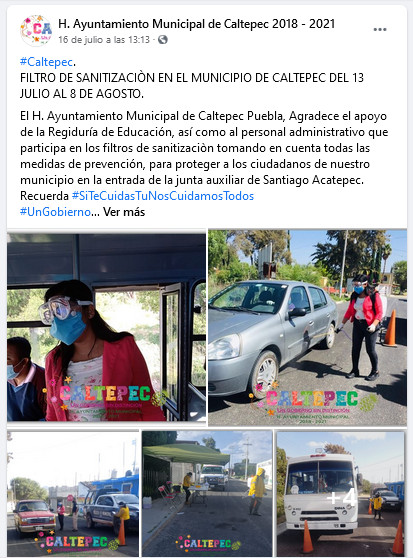 H. Ayuntamiento Municipal de Caltepec 2018 - 2021
16 de julio a las 13:13 ·
#Caltepec.
FILTRO DE SANITIZACIÒN EN EL MUNICIPIO DE CALTEPEC DEL 13
JULIO AL 8 DE AGOSTO.
El H. Ayuntamiento Municipal de Caltepec Puebla, Agradece el apoyo
de la Regiduría de Educación, así como al personal administrativo que
participa en los filtros de sanitizaciòn tomando en cuenta todas las
medidas de prevención, para proteger a los ciudadanos de nuestro
municipio en la entrada de la junta auxiliar de Santiago Acatepec.
Recuerda #SiTeCuidasTuNosCuidamosTodos
#UnGobierno... Ver más
CALTEPEC
H. AYUNTAMIENTO MUNICIPAL
CALTEPEC
UN GOBIERNO SIN DISTINCIÓN
H. AYUNTAMIENTO MUNICIPAL
2018 - 2021
CALTEPEC
CALTEPEC
+4